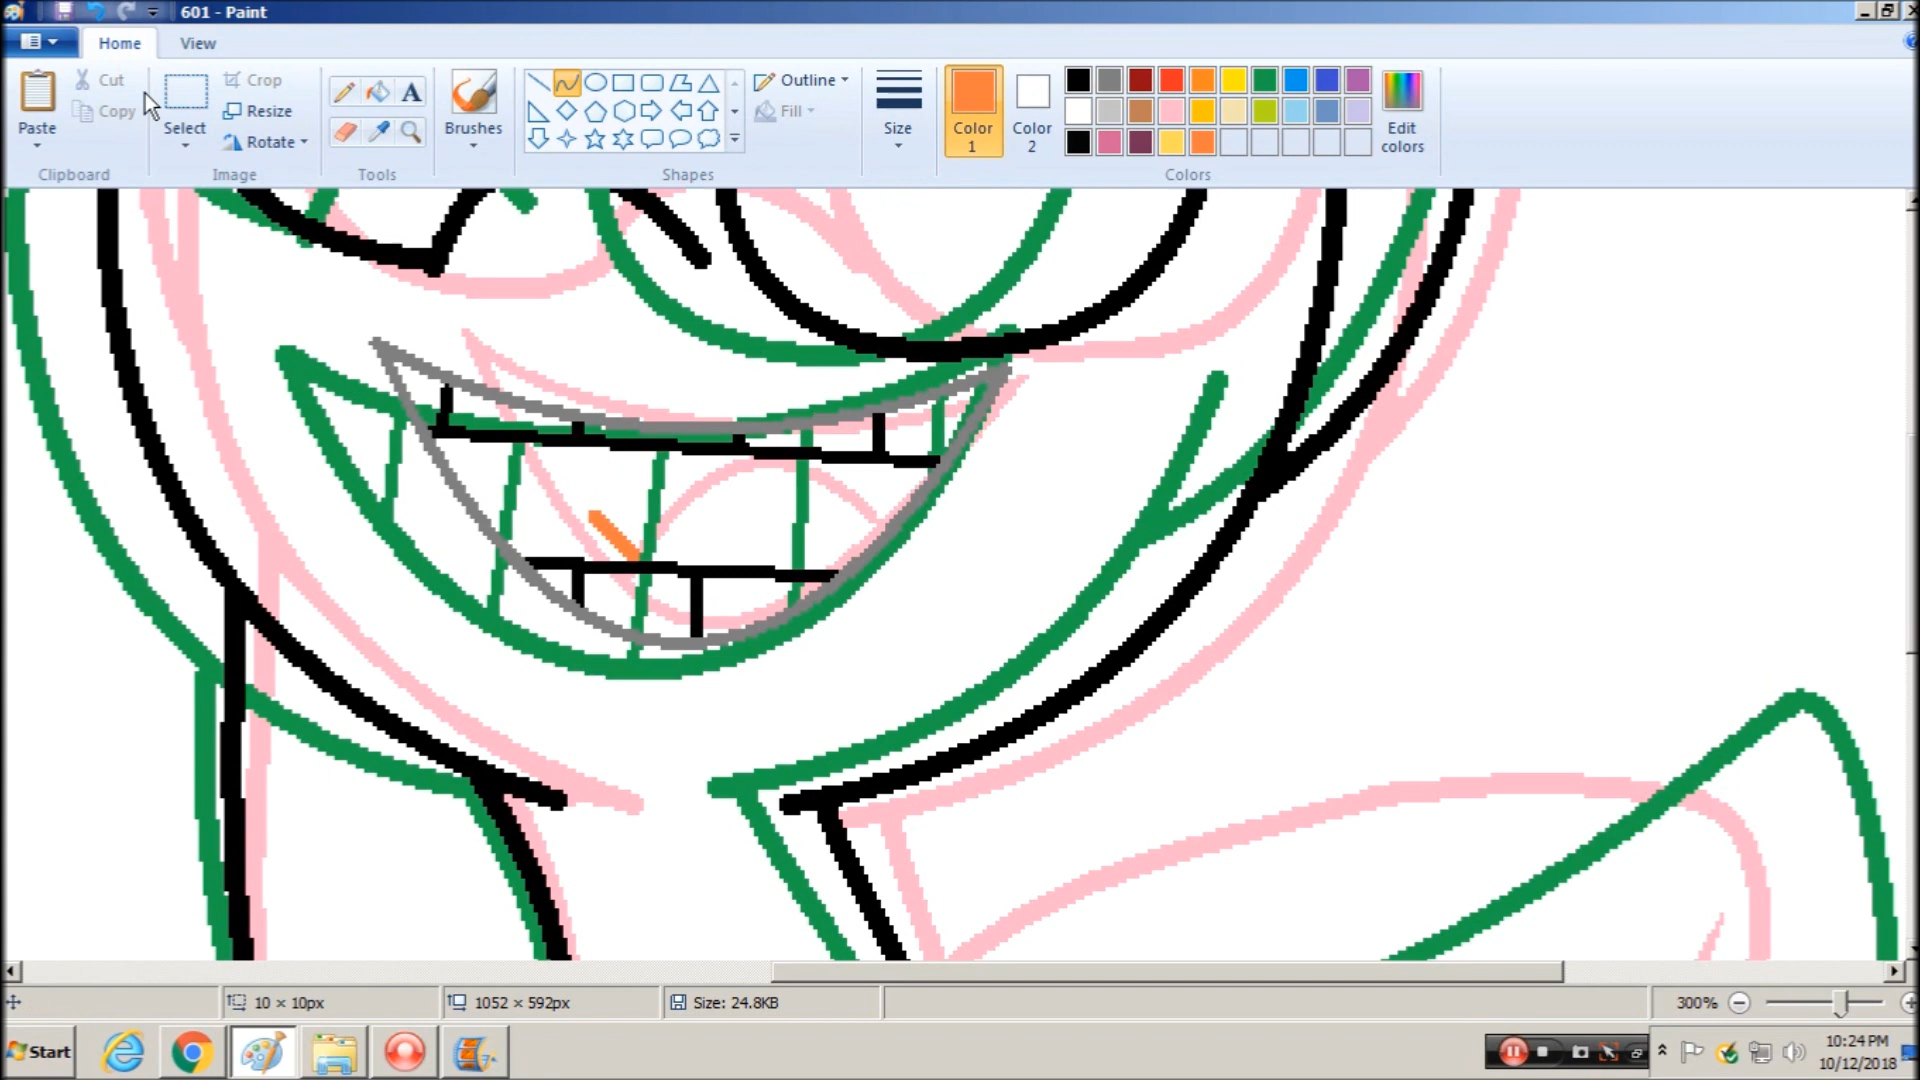 601 - Paint
Home View
Cut
Copy
Paste
Clipboard
Select
Crop
Resize
Rotate
Image
A
Tools
Brushes
Outline
Fill
Shapes
Size
Color
1
Color
2
Edit
colors
Colors
10 × 10px
1052 × 592px
Size: 24.8KB
300%
Start
10:24 PM
10/12/2018